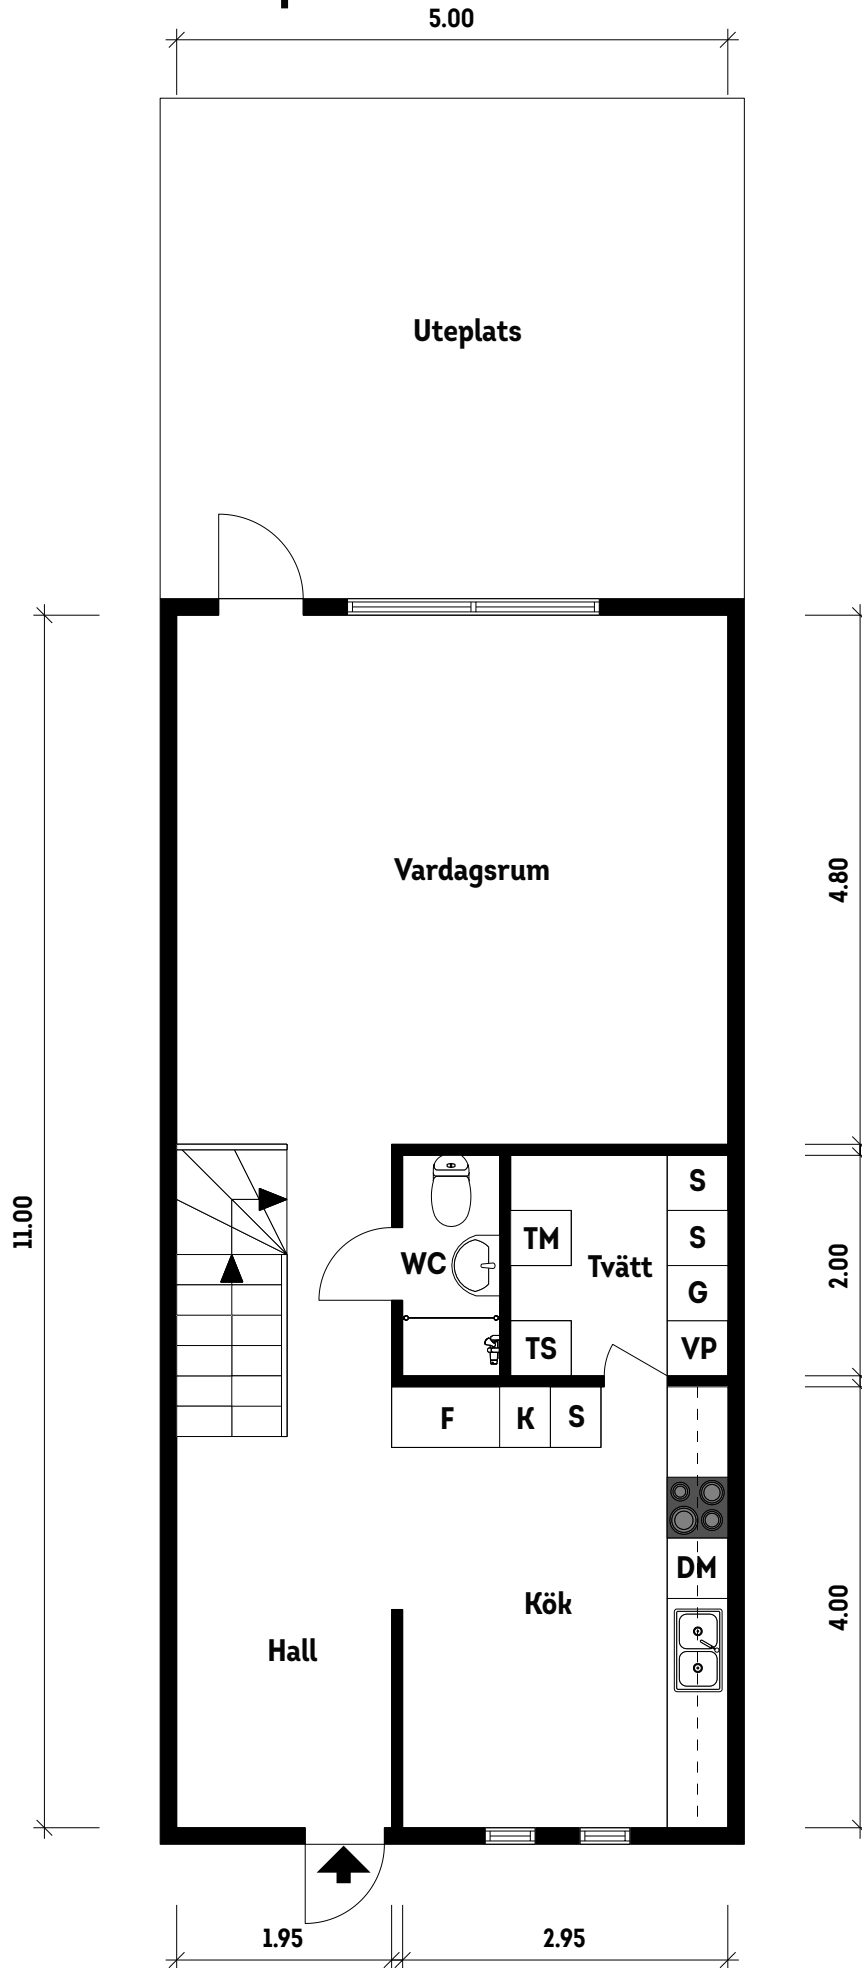 5.00
Uteplats
Vardagsrum
4.80
11.00
S
TM
S
WC
Tvätt
2.00
G
TS
VP
F
K
S
DM
Kök
4.00
Hall
1.95
2.95